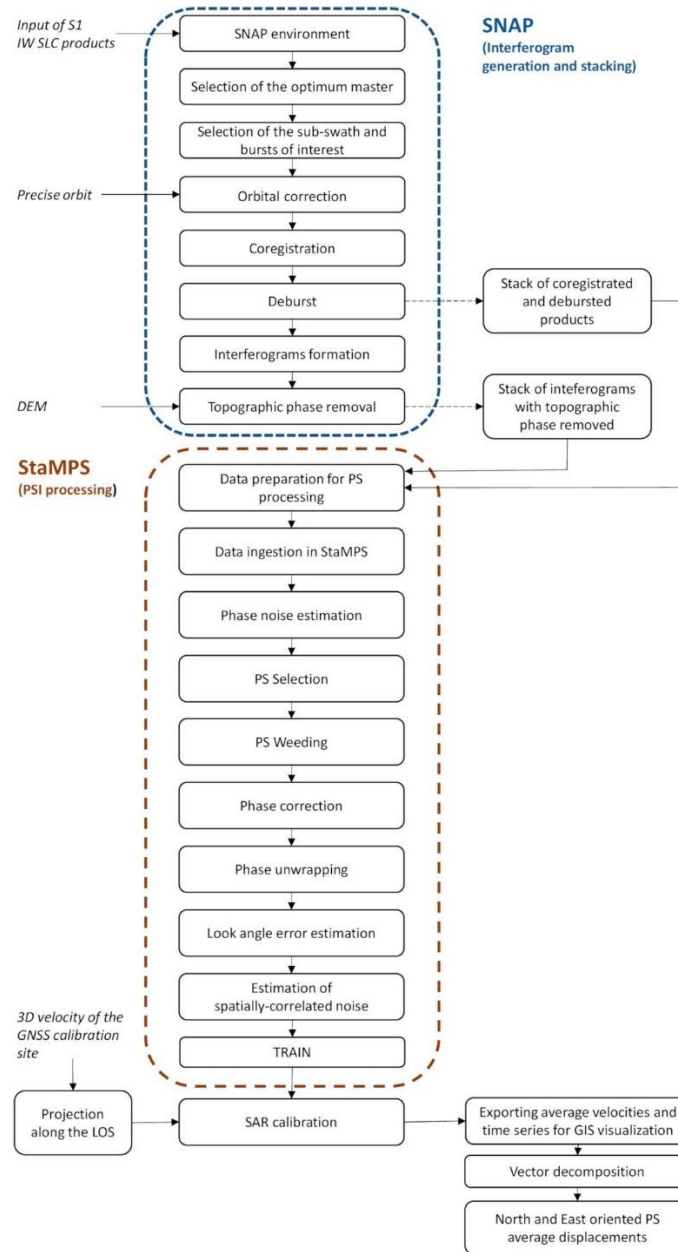 Input of S1
IW SLC products
SNAP environment
SNAP
(Interferogram
generation and stacking)
Selection of the optimum master
Selection of the sub-swath and
bursts of interest
Precise orbit
Orbital correction
Coregistration
Deburst
Stack of coregistrated
and debursted
products
Interferograms formation
DEM
Topographic phase removal
Stack of inteferograms
with topographic
phase removed
StaMPS
(PSI processing)
Data preparation for PS
processing
Data ingestion in StaMPS
Phase noise estimation
PS Selection
PS Weeding
Phase correction
Phase unwrapping
Look angle error estimation
Estimation of
spatially-correlated noise
3D velocity of the
GNSS calibration
site
TRAIN
Projection
along the LOS
SAR calibration
Exporting average velocities and
time series for GIS visualization
Vector decomposition
North and East oriented PS
average displacements